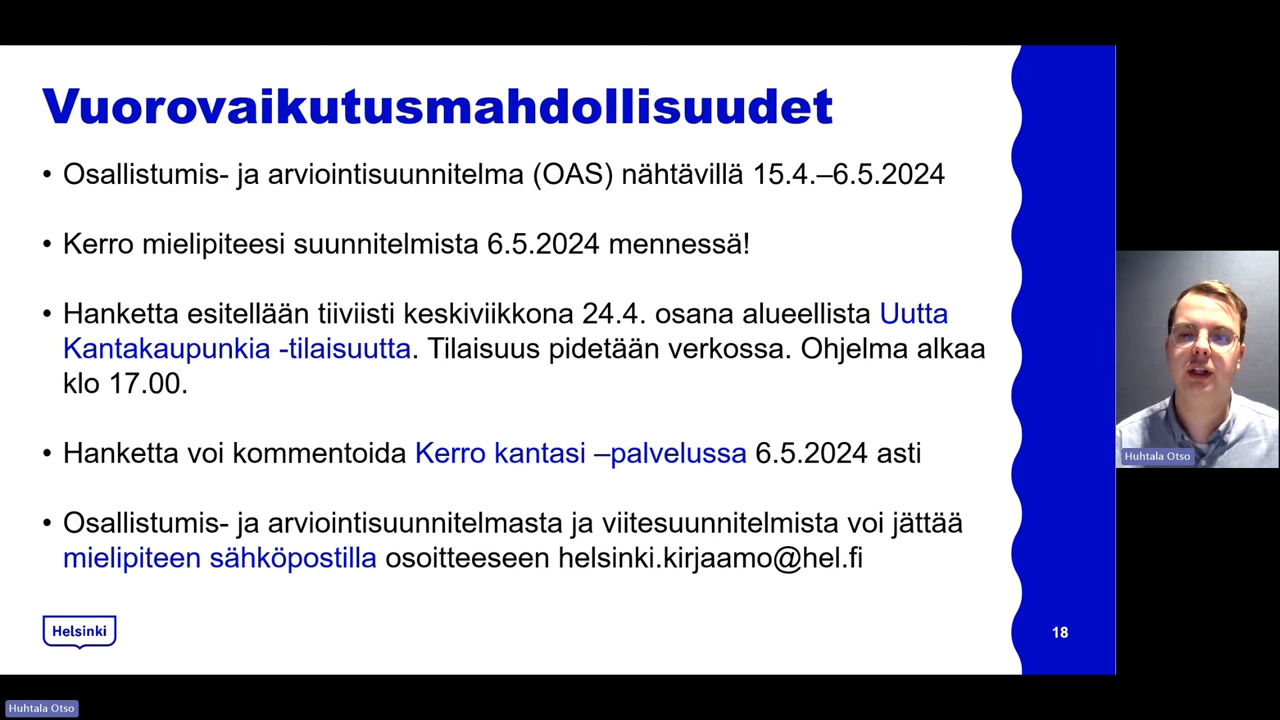 Vuorovaikutusmahdollisuudet
• Osallistumis- ja arviointisuunnitelma (OAS) nähtävillä 15.4.–6.5.2024
• Kerro mielipiteesi suunnitelmista 6.5.2024 mennessä!
• Hanketta esitellään tiiviisti keskiviikkona 24.4. osana alueellista Uutta
Kantakaupunkia -tilaisuutta. Tilaisuus pidetään verkossa. Ohjelma alkaa
klo 17.00.
• Hanketta voi kommentoida Kerro kantasi –palvelussa 6.5.2024 asti
• Osallistumis- ja arviointisuunnitelmasta ja viitesuunnitelmista voi jättää
mielipiteen sähköpostilla osoitteeseen helsinki.kirjaamo@hel.fi
Helsinki
18
Huhtala Otso
Huhtala Otso